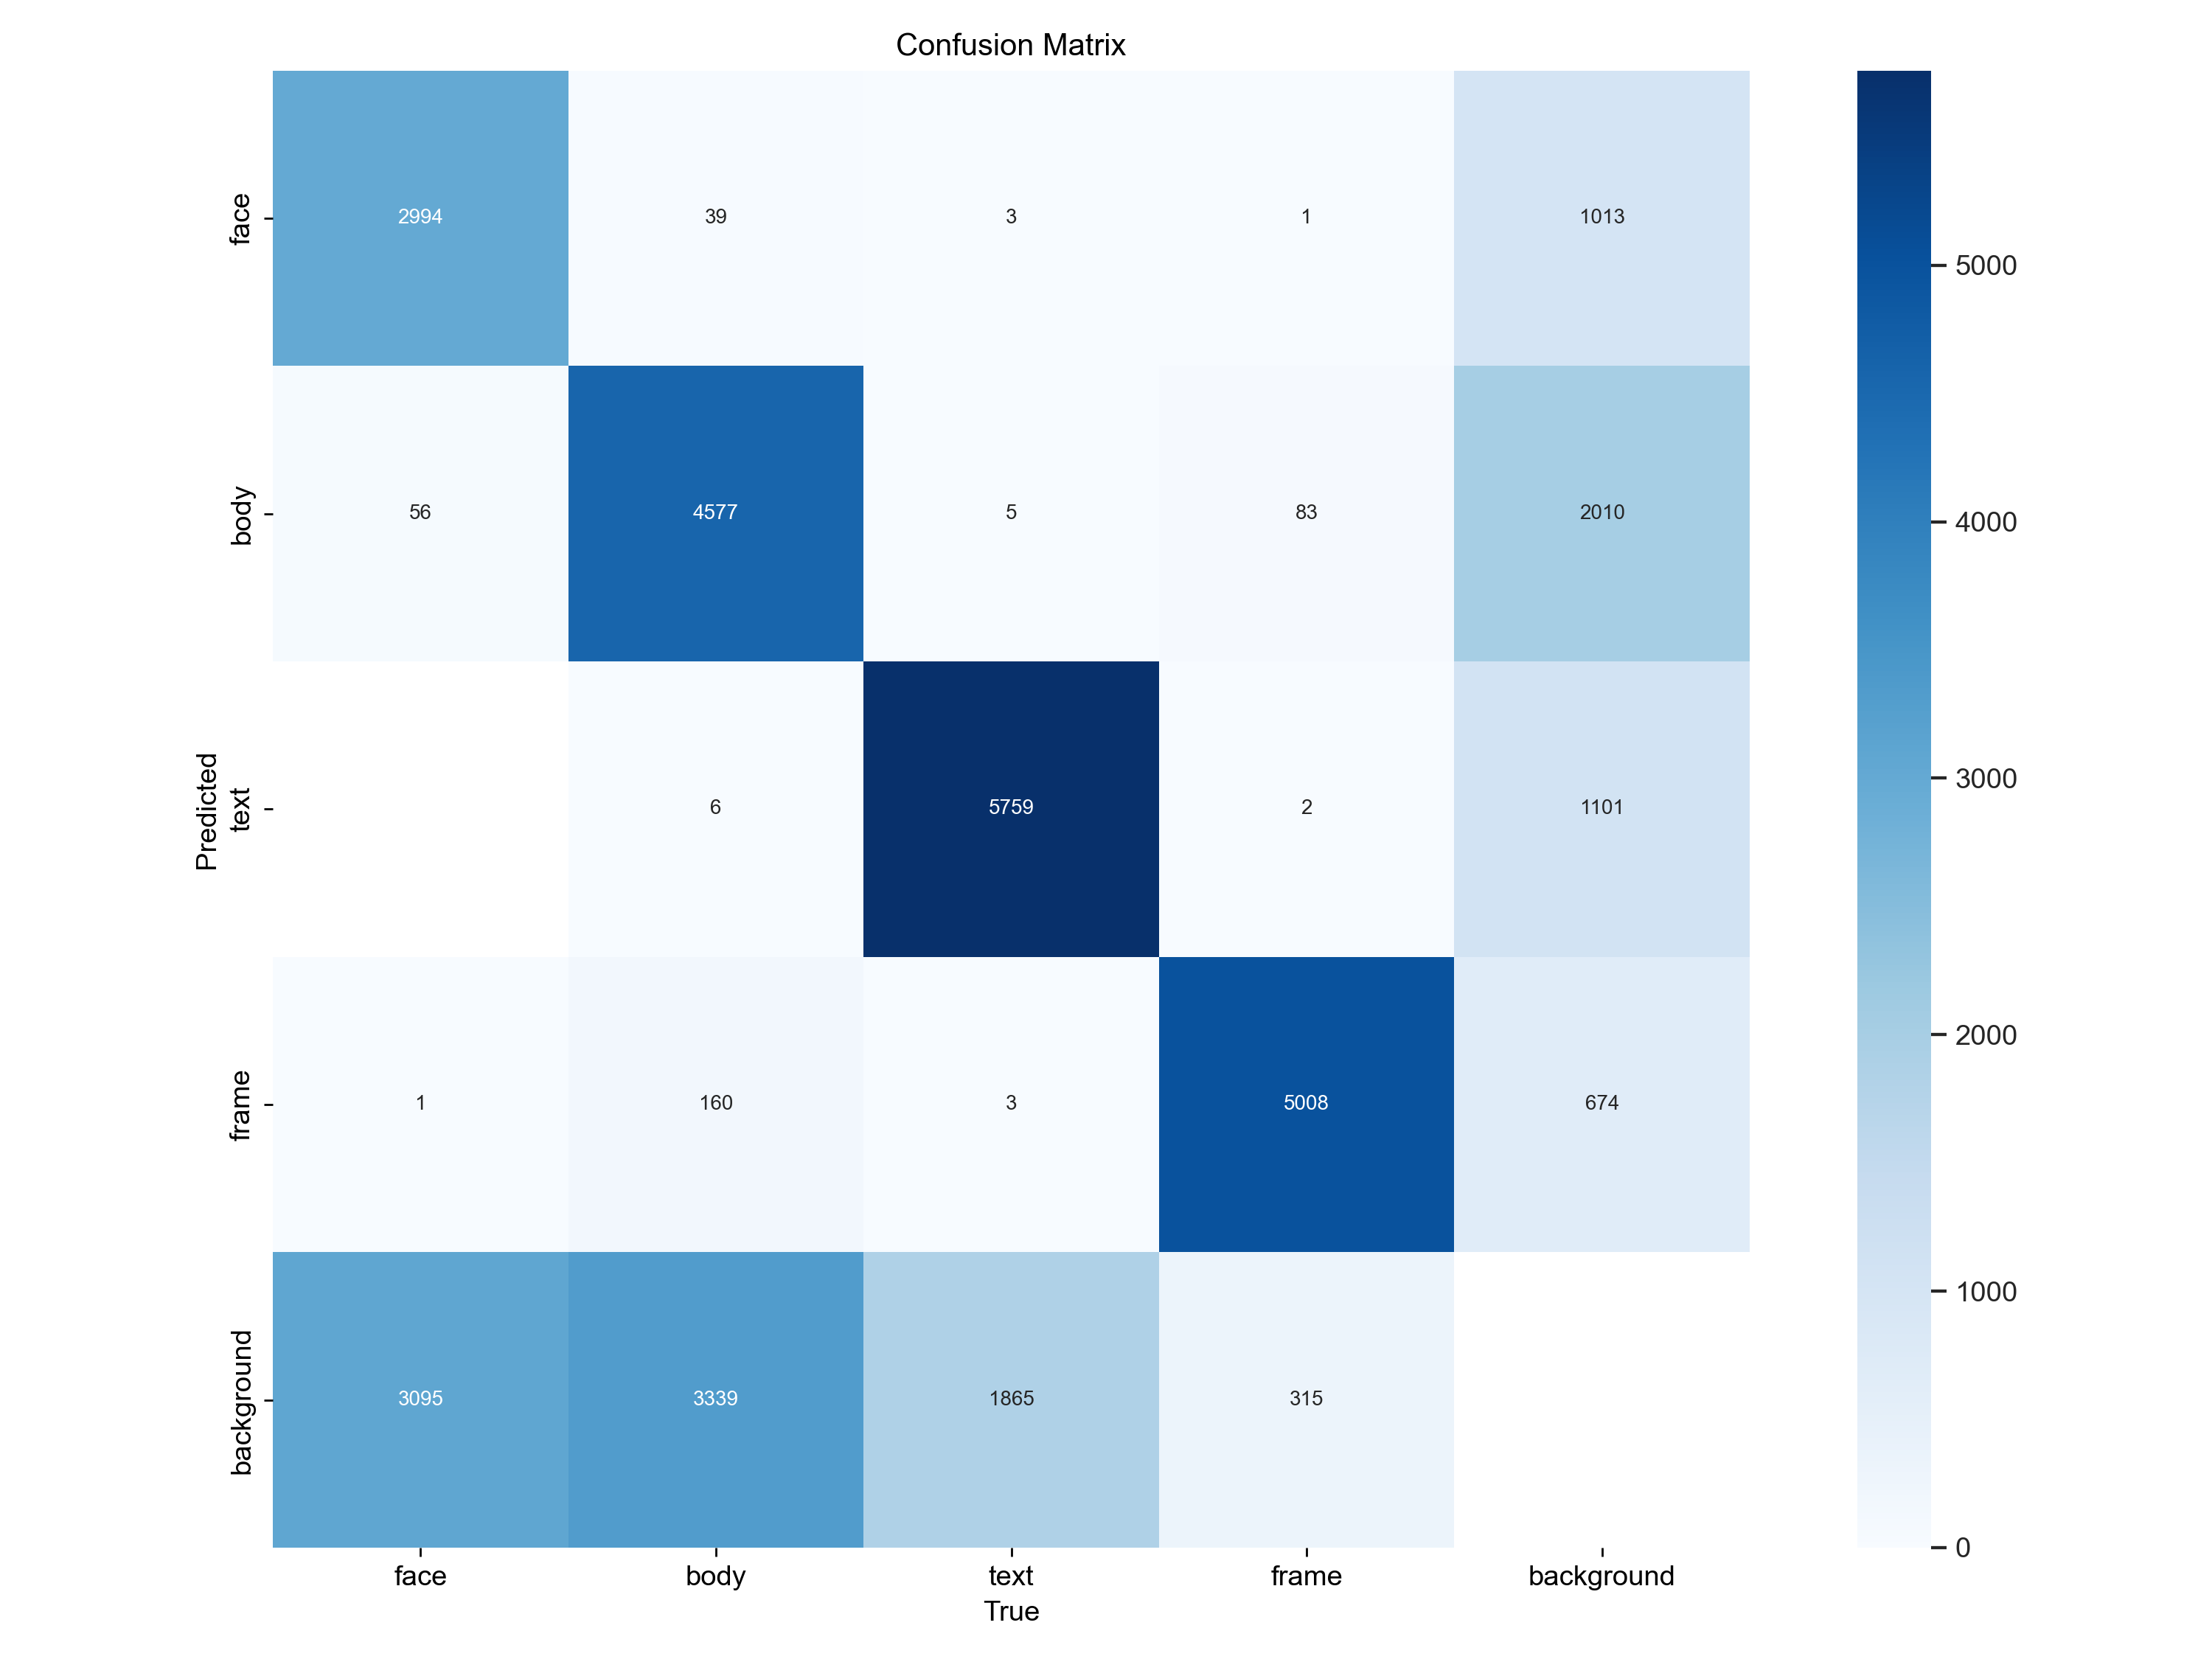 Confusion Matrix
face 2994 39 3 1 1013
body 56 4577 5 83 2010
text 6 5759 2 1101
frame 1 160 3 5008 674
background 3095 3339 1865 315
face body text frame background
True
Predicted
5000
4000
3000
2000
1000
0